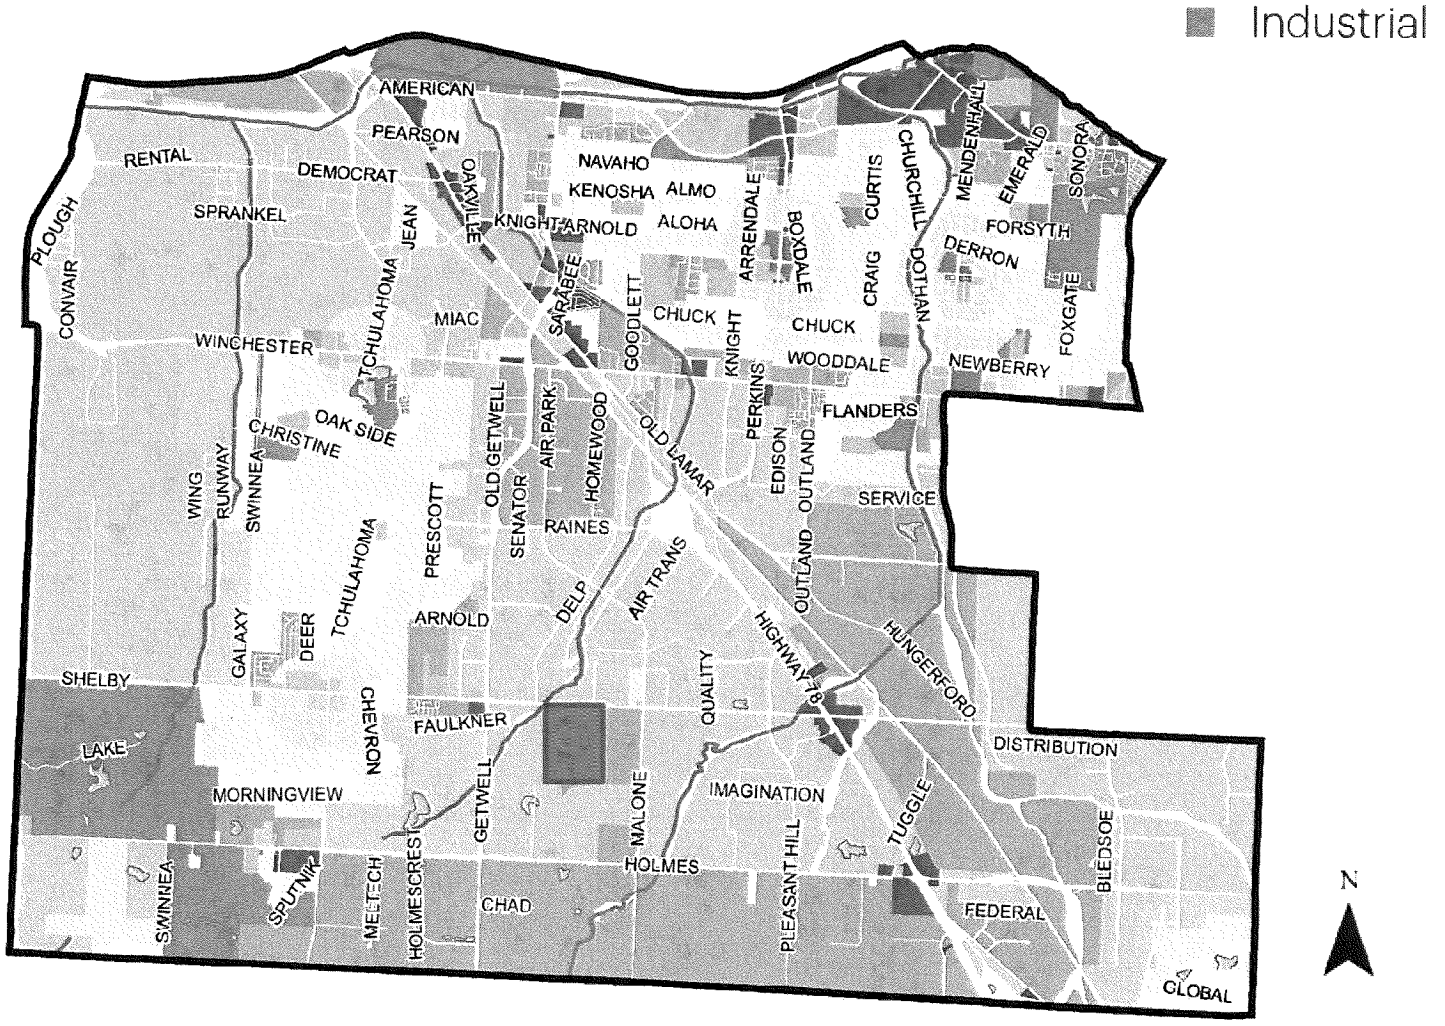 Industrial
AMERICAN
PEARSON
RENTAL
DEMOCRAT
OAKVILLE
NAVAHO
KENOSHA
ALMO
ALOHA
ARRENDALE
CURTIS
CHURCHILL
MENDENHALL
EMERALD
SONORA
PLOUGH
SPRANKEL
JEAN
KNIGHT ARNOLD
BOXDALE
FORSYTH
DERRON
CONVAIR
TCHULAHOMA
SARABEE
CRAIG
DOTHAN
FOXGATE
MIAC
GOODLETT
CHUCK
KNIGHT
CHUCK
WINCHESTER
WOODDALE
NEWBERRY
OAK SIDE
CHRISTINE
OLD GETWELL
AIR PARK
HOMEWOOD
OLD LAMAR
PERKINS
FLANDERS
EDISON
OUTLAND
WING
RUNWAY
SWINNEA
SERVICE
PRESCOTT
SENATOR
RAINES
TCHULAHOMA
DELP
AIR TRANS
OUTLAND
GALAXY
DEER
ARNOLD
HIGHWAY 78
HUNGERFORD
SHELBY
CHEVRON
FAULKNER
QUALITY
LAKE
DISTRIBUTION
MORNINGVIEW
GETWELL
MALONE
IMAGINATION
TUGGLE
BLEDSOE
SWINNEA
SPUTNIK
MELTECH
HOLMESCREST
HOLMES
PLEASANT HILL
CHAD
FEDERAL
N
GLOBAL